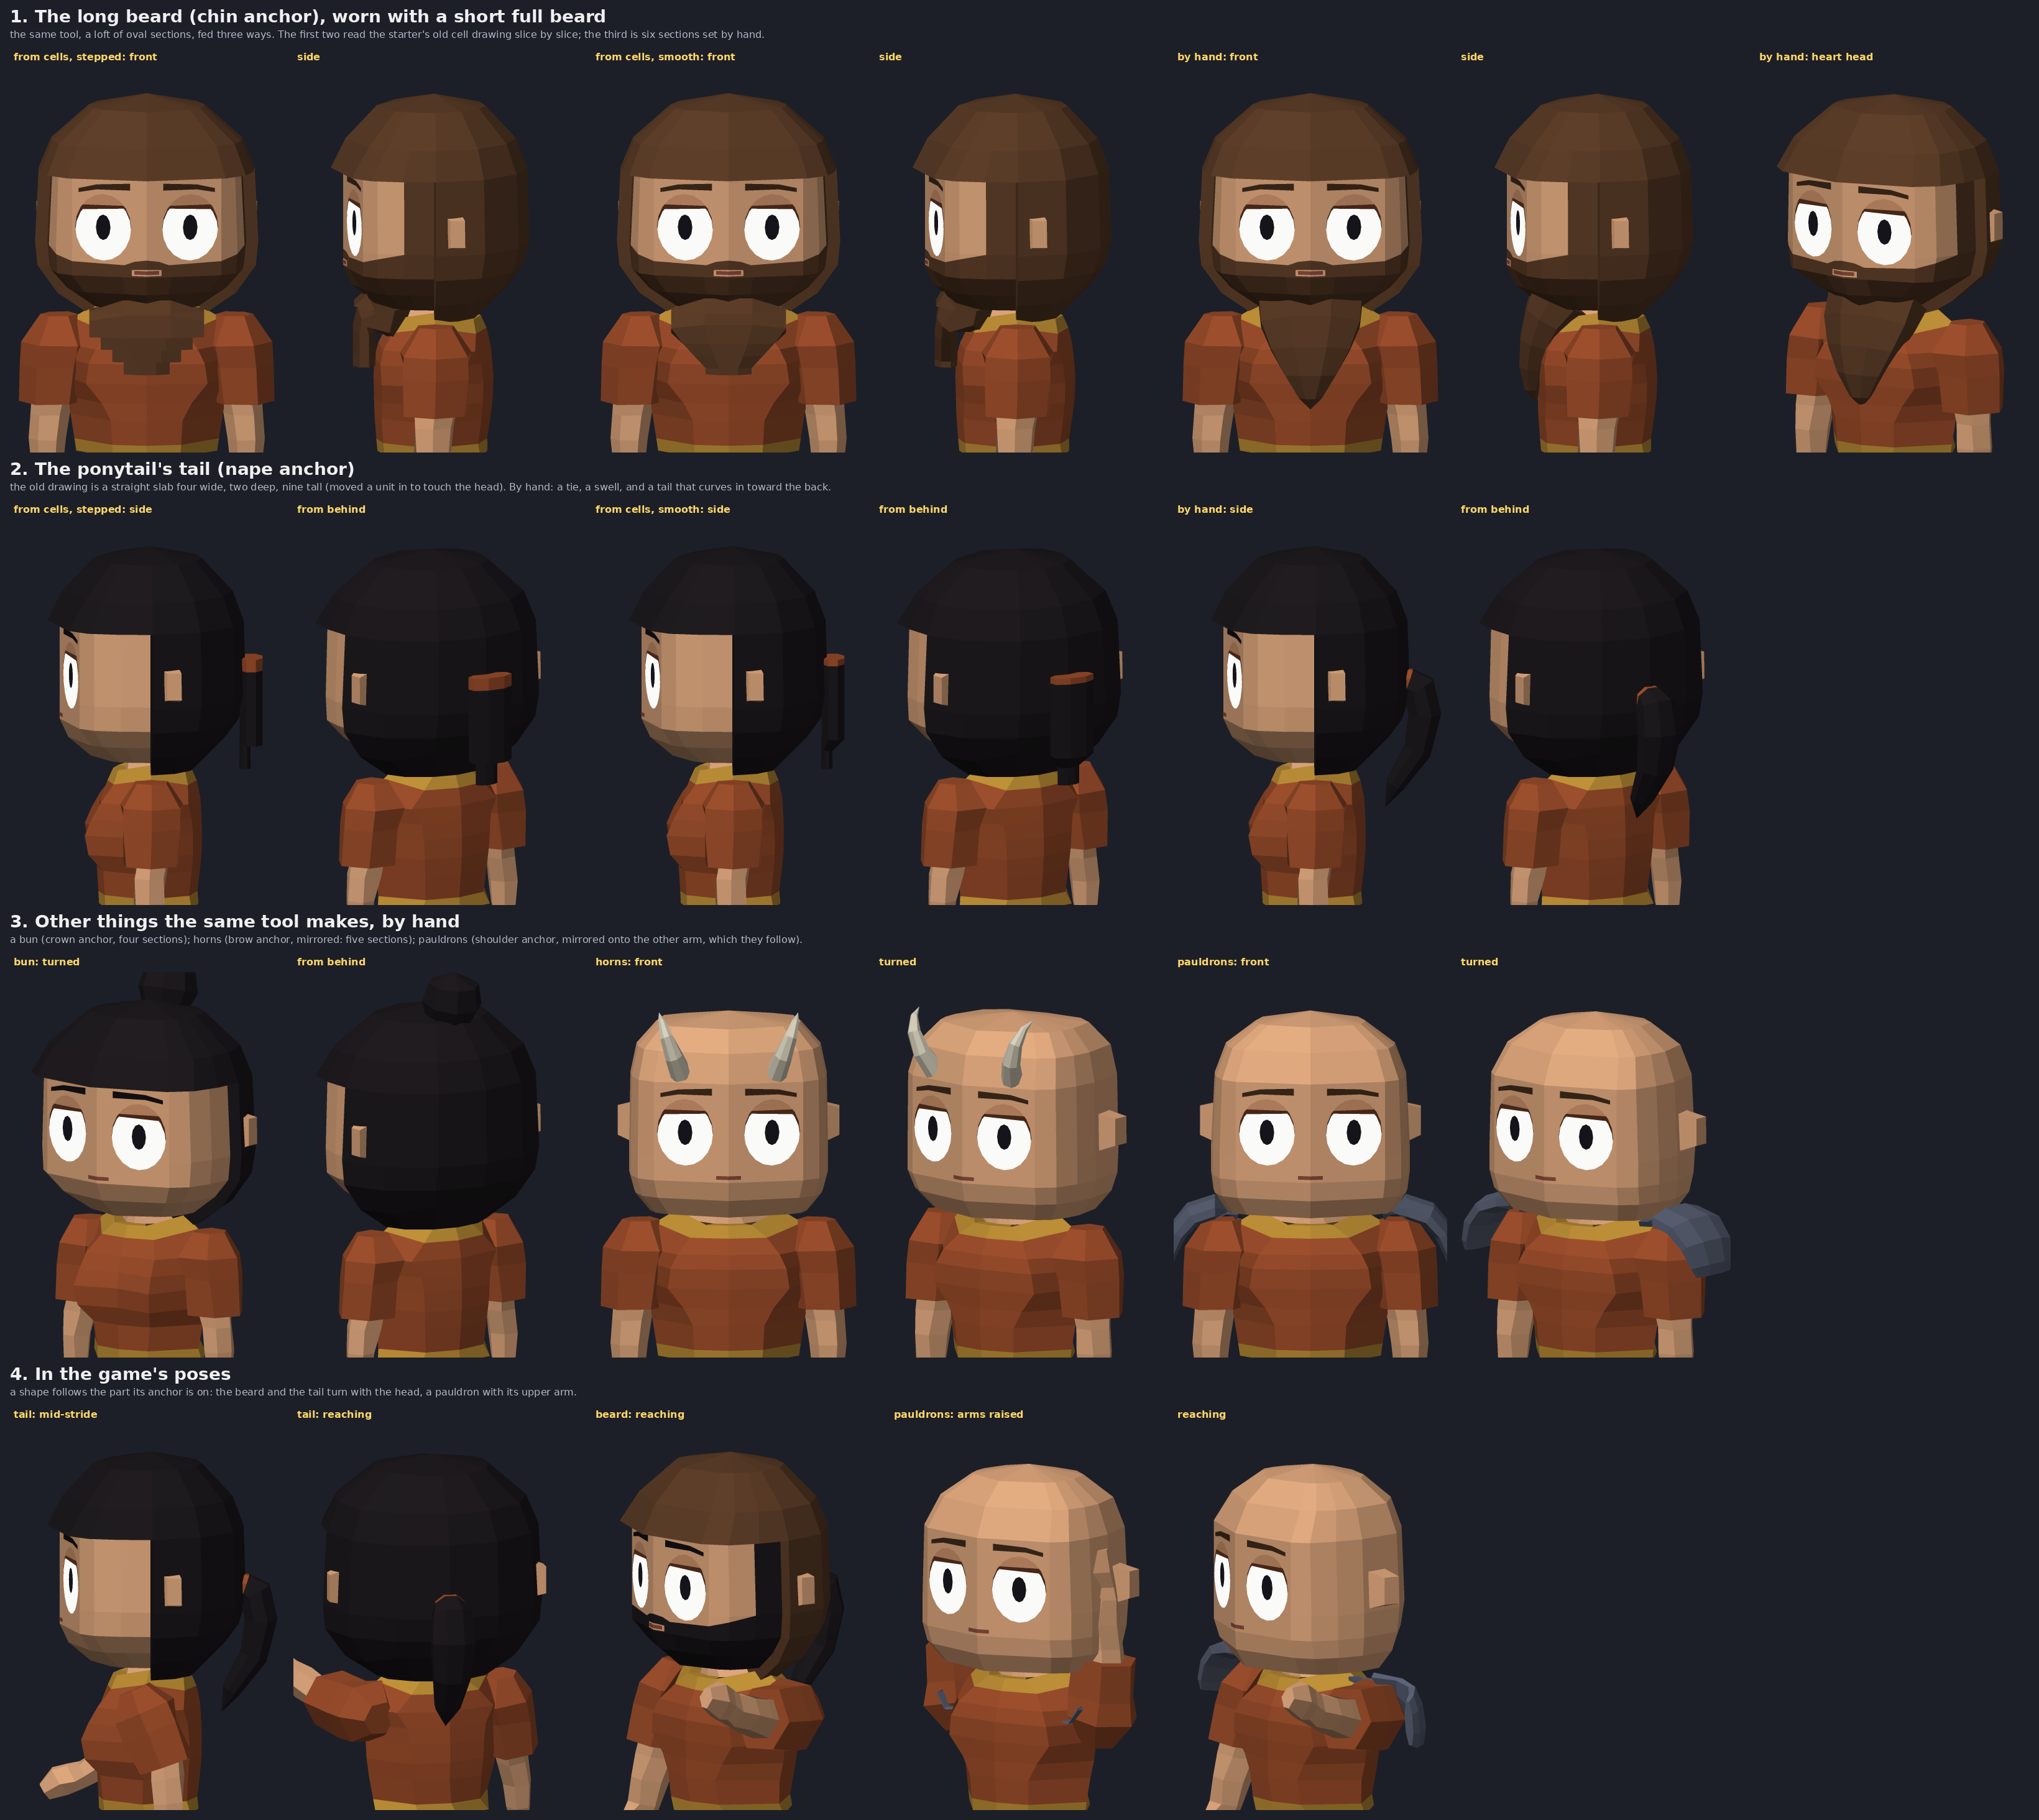 1. The long beard (chin anchor), worn with a short full beard
the same tool, a loft of oval sections, fed three ways. The first two read the starter's old cell drawing slice by slice; the third is six sections set by hand.
from cells, stepped: front
side
from cells, smooth: front
side
by hand: front
side
by hand: heart head
2. The ponytail's tail (nape anchor)
the old drawing is a straight slab four wide, two deep, nine tall (moved a unit in to touch the head). By hand: a tie, a swell, and a tail that curves in toward the back.
from cells, stepped: side
from behind
from cells, smooth: side
from behind
by hand: side
from behind
3. Other things the same tool makes, by hand
a bun (crown anchor, four sections); horns (brow anchor, mirrored: five sections); pauldrons (shoulder anchor, mirrored onto the other arm, which they follow).
bun: turned
from behind
horns: front
turned
pauldrons: front
turned
4. In the game's poses
a shape follows the part its anchor is on: the beard and the tail turn with the head, a pauldron with its upper arm.
tail: mid-stride
tail: reaching
beard: reaching
pauldrons: arms raised
reaching